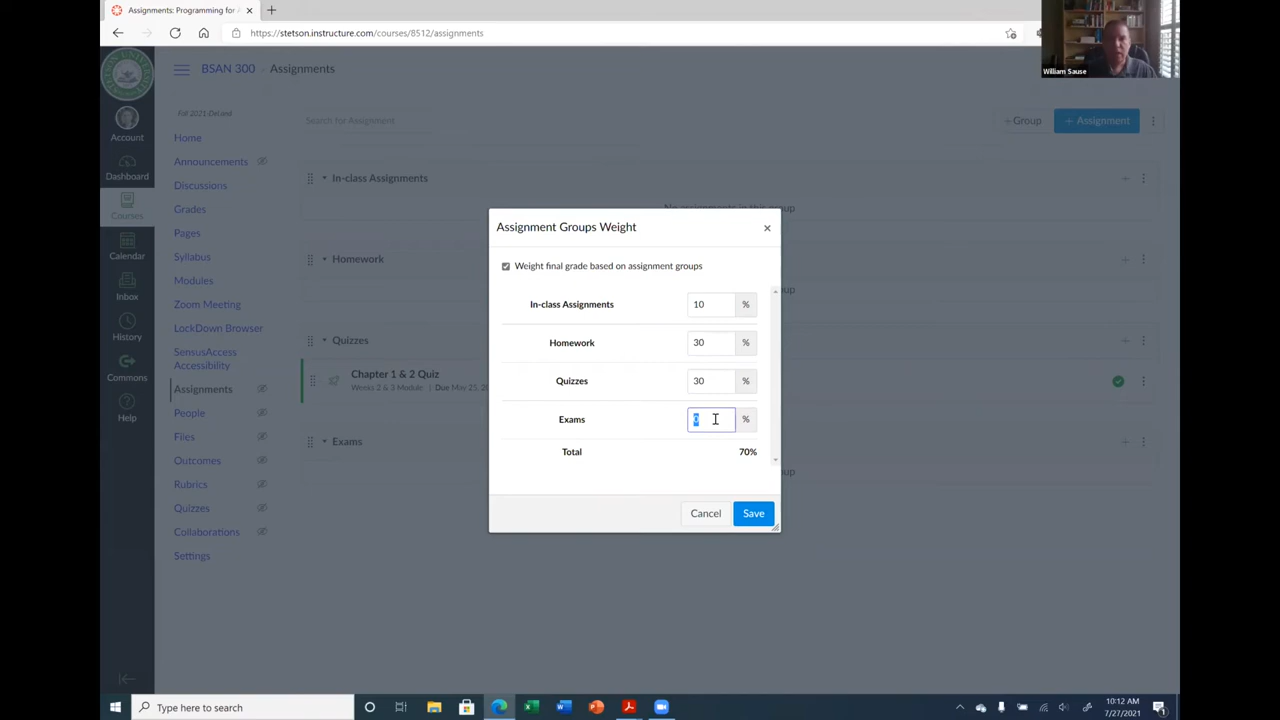 Assignments: Programming for A
https://stetson.instructure.com/courses/8512/assignments
William Sause
BSAN 300
Assignments
Account
Dashboard
Courses
Calendar
Inbox
History
Commons
Help
Fall 2021-DeLand
Home
Announcements
Discussions
Grades
Pages
Syllabus
Modules
Zoom Meeting
LockDown Browser
SensusAccess
Accessibility
Assignments
People
Files
Outcomes
Rubrics
Quizzes
Collaborations
Settings
Search for Assignment
+ Group
+ Assignment
In-class Assignments
No assignments in this group
Homework
Quizzes
Chapter 1 & 2 Quiz
Weeks 2 & 3 Module | Due May 25, 20
Exams
Assignment Groups Weight
×
Weight final grade based on assignment groups
In-class Assignments 10 %
Homework 30 %
Quizzes 30 %
Exams 0 %
Total 70%
Cancel
Save
Type here to search
10:12 AM
7/27/2021